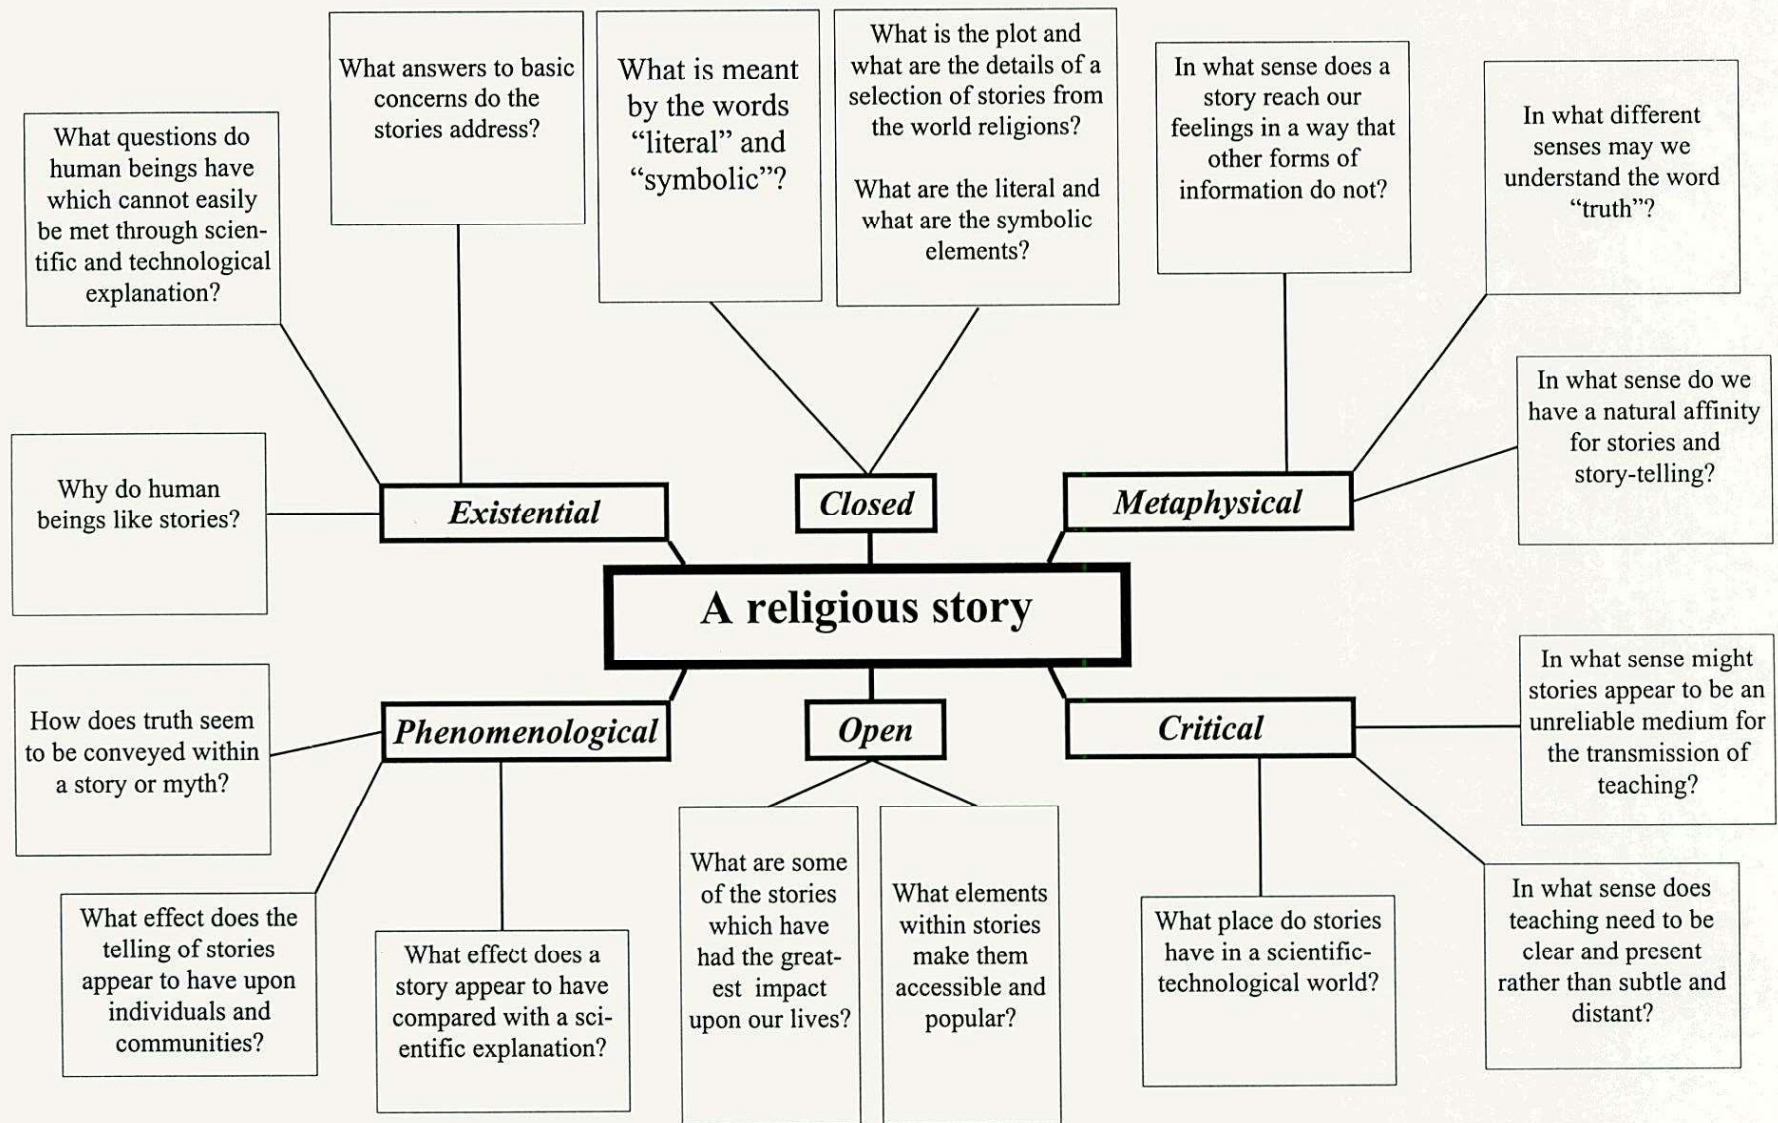 What questions do
human beings have
which cannot easily
be met through scien-
tific and technological
explanation?
What answers to basic
concerns do the
stories address?
What is meant
by the words
“literal” and
“symbolic”?
What is the plot and
what are the details of a
selection of stories from
the world religions?
What are the literal and
what are the symbolic
elements?
In what sense does a
story reach our
feelings in a way that
other forms of
information do not?
In what different
senses may we
understand the word
“truth”?
In what sense do we
have a natural affinity
for stories and
story-telling?
Why do human
beings like stories?
Existential
Closed
Metaphysical
A religious story
Phenomenological
Open
Critical
How does truth seem
to be conveyed within
a story or myth?
What effect does the
telling of stories
appear to have upon
individuals and
communities?
What effect does a
story appear to have
compared with a sci-
entific explanation?
What are some
of the stories
which have
had the great-
est impact
upon our lives?
What elements
within stories
make them
accessible and
popular?
What place do stories
have in a scientific-
technological world?
In what sense might
stories appear to be an
unreliable medium for
the transmission of
teaching?
In what sense does
teaching need to be
clear and present
rather than subtle and
distant?